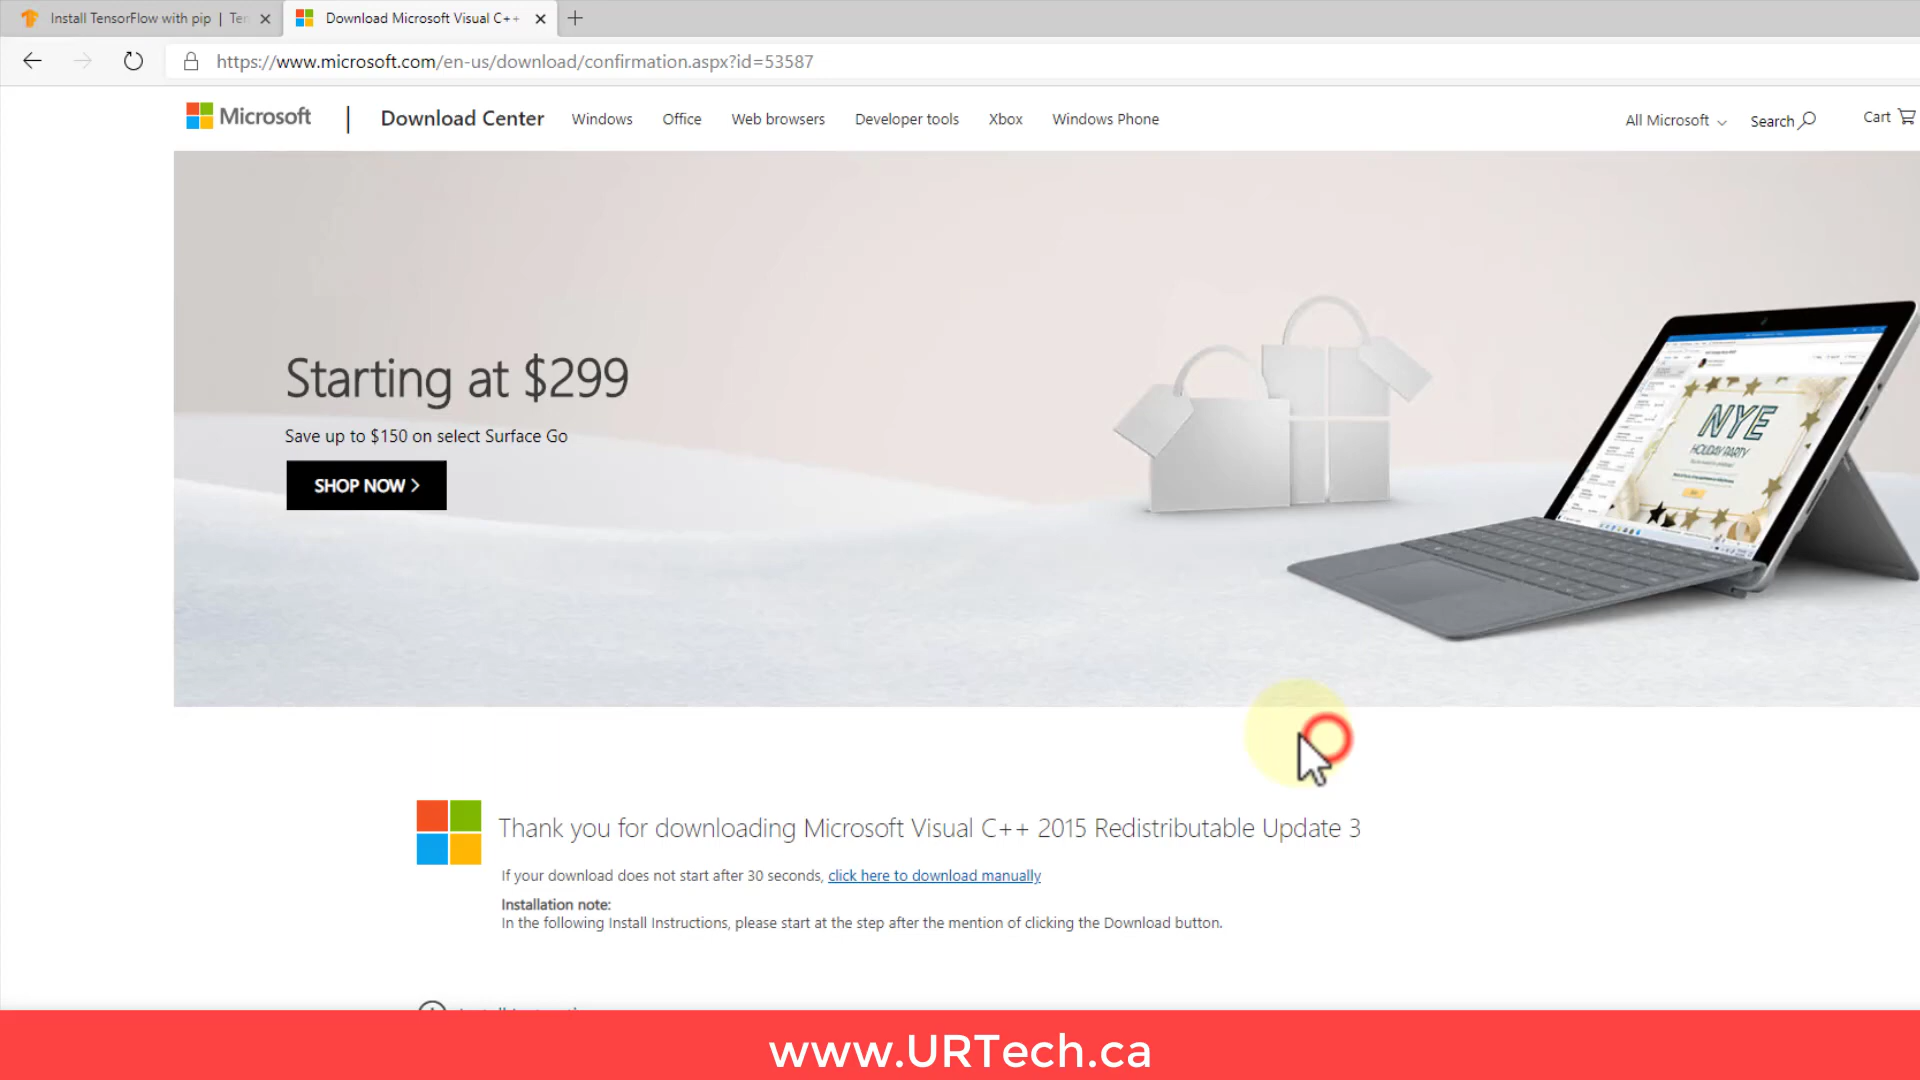 Install TensorFlow with pip | Ten
Download Microsoft Visual C++
https://www.microsoft.com/en-us/download/confirmation.aspx?id=53587
Microsoft | Download Center Windows Office Web browsers Developer tools Xbox Windows Phone All Microsoft Search Cart
Starting at $299
Save up to $150 on select Surface Go
SHOP NOW >
NYE
HOLIDAY PARTY
Thank you for downloading Microsoft Visual C++ 2015 Redistributable Update 3
If your download does not start after 30 seconds, click here to download manually
Installation note:
In the following Install Instructions, please start at the step after the mention of clicking the Download button.
www.URTech.ca